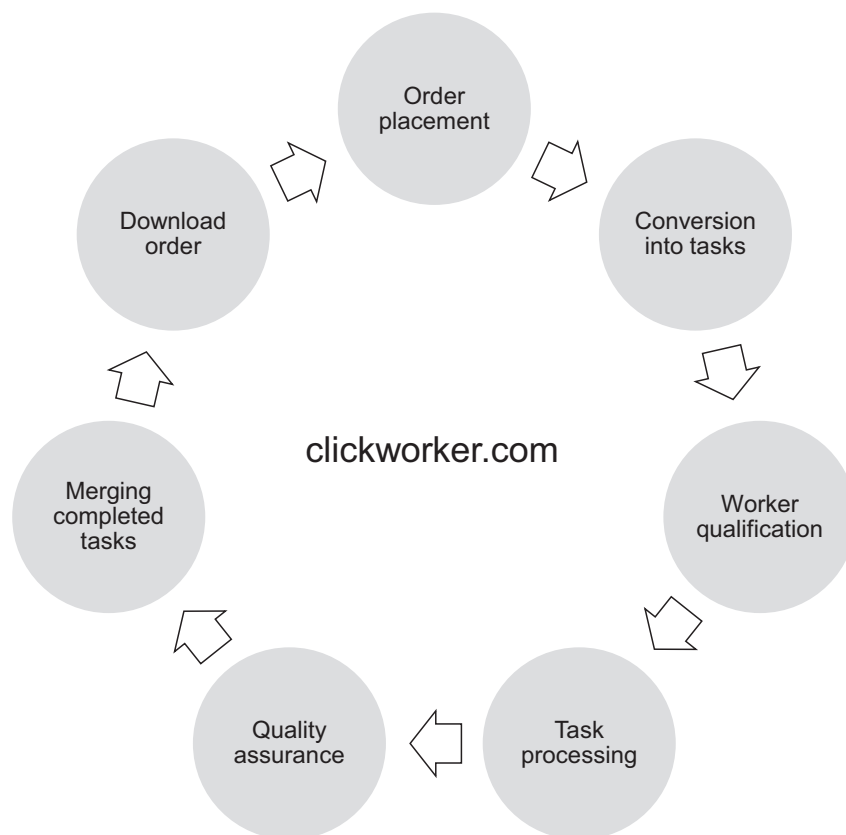 Order
placement
Conversion
into tasks
Worker
qualification
Task
processing
Quality
assurance
Merging
completed
tasks
Download
order
clickworker.com